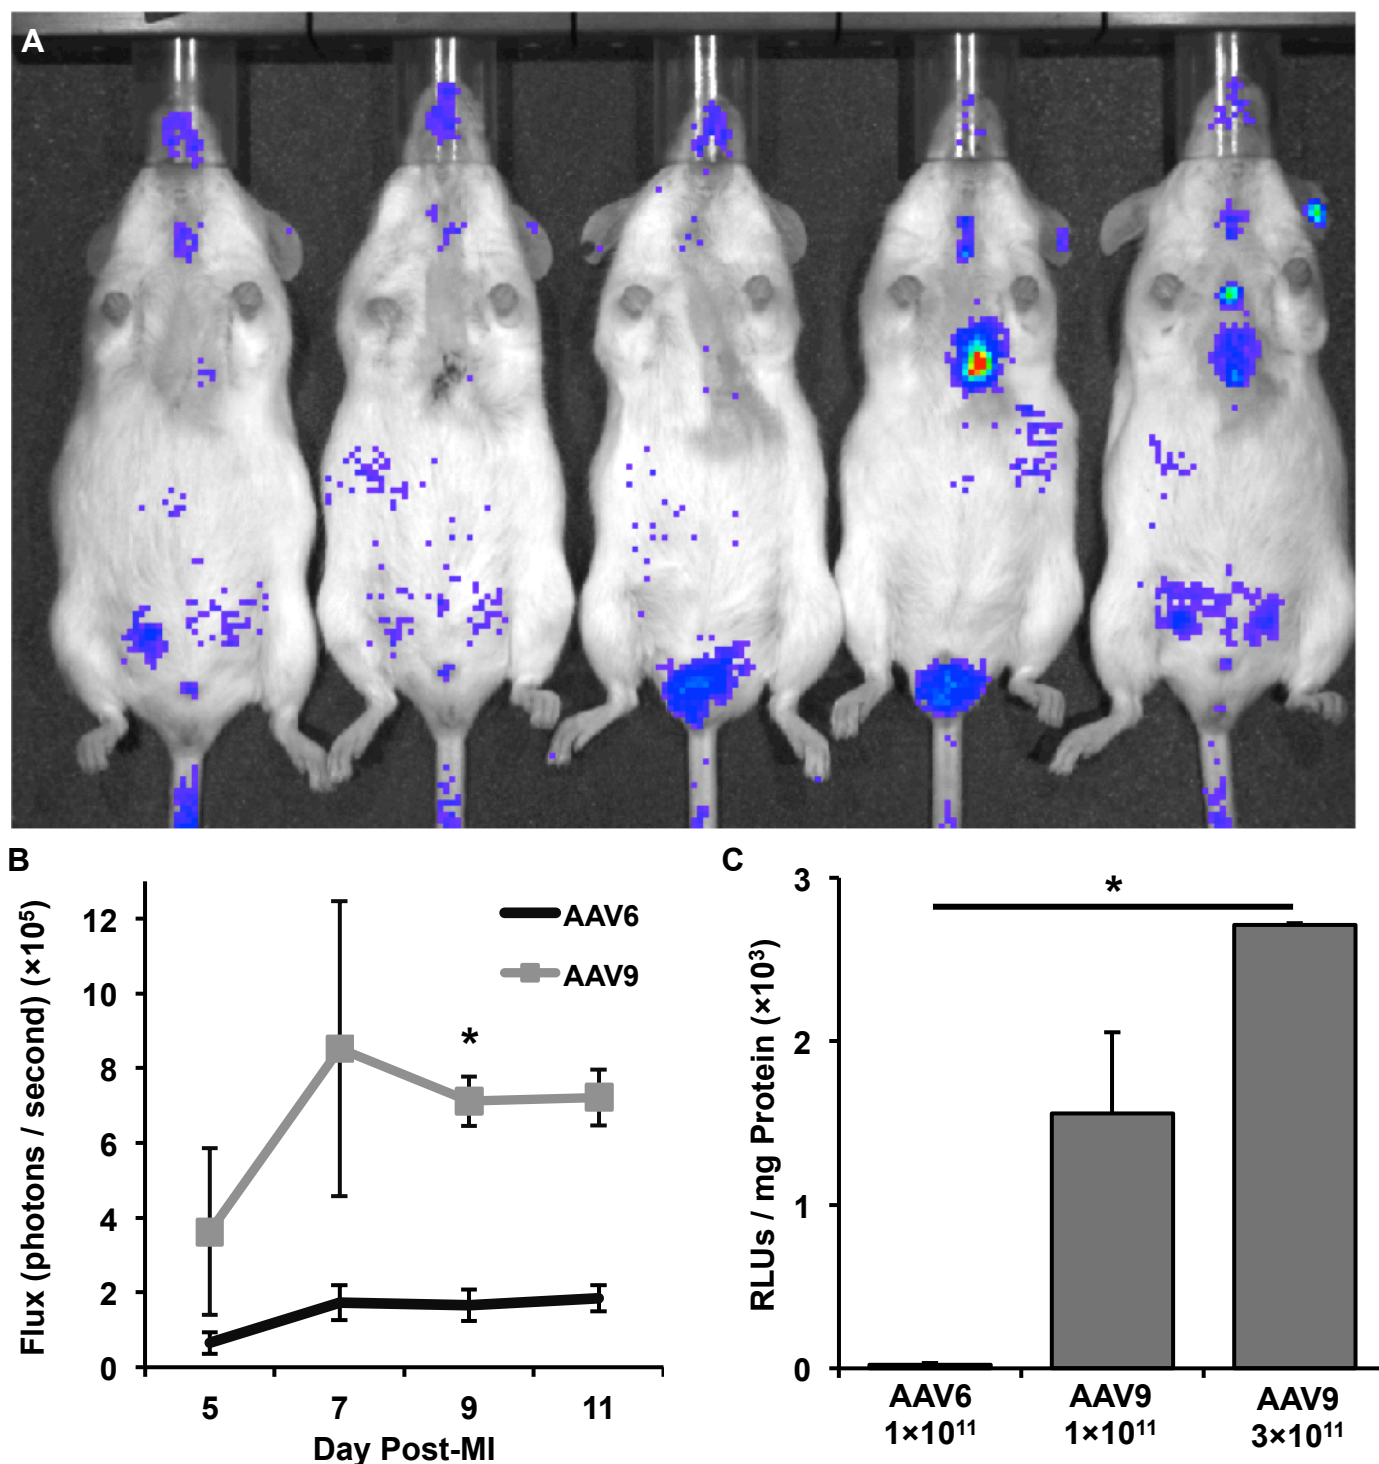 A
B
Flux (photons / second) (×10⁵)
12
10
8
6
4
2
0
AAV6
AAV9
*
5 7 9 11
Day Post-MI
C
RLUs / mg Protein (×10³)
3
2
1
0
*
AAV6 AAV9 AAV9
1×10¹¹ 1×10¹¹ 3×10¹¹